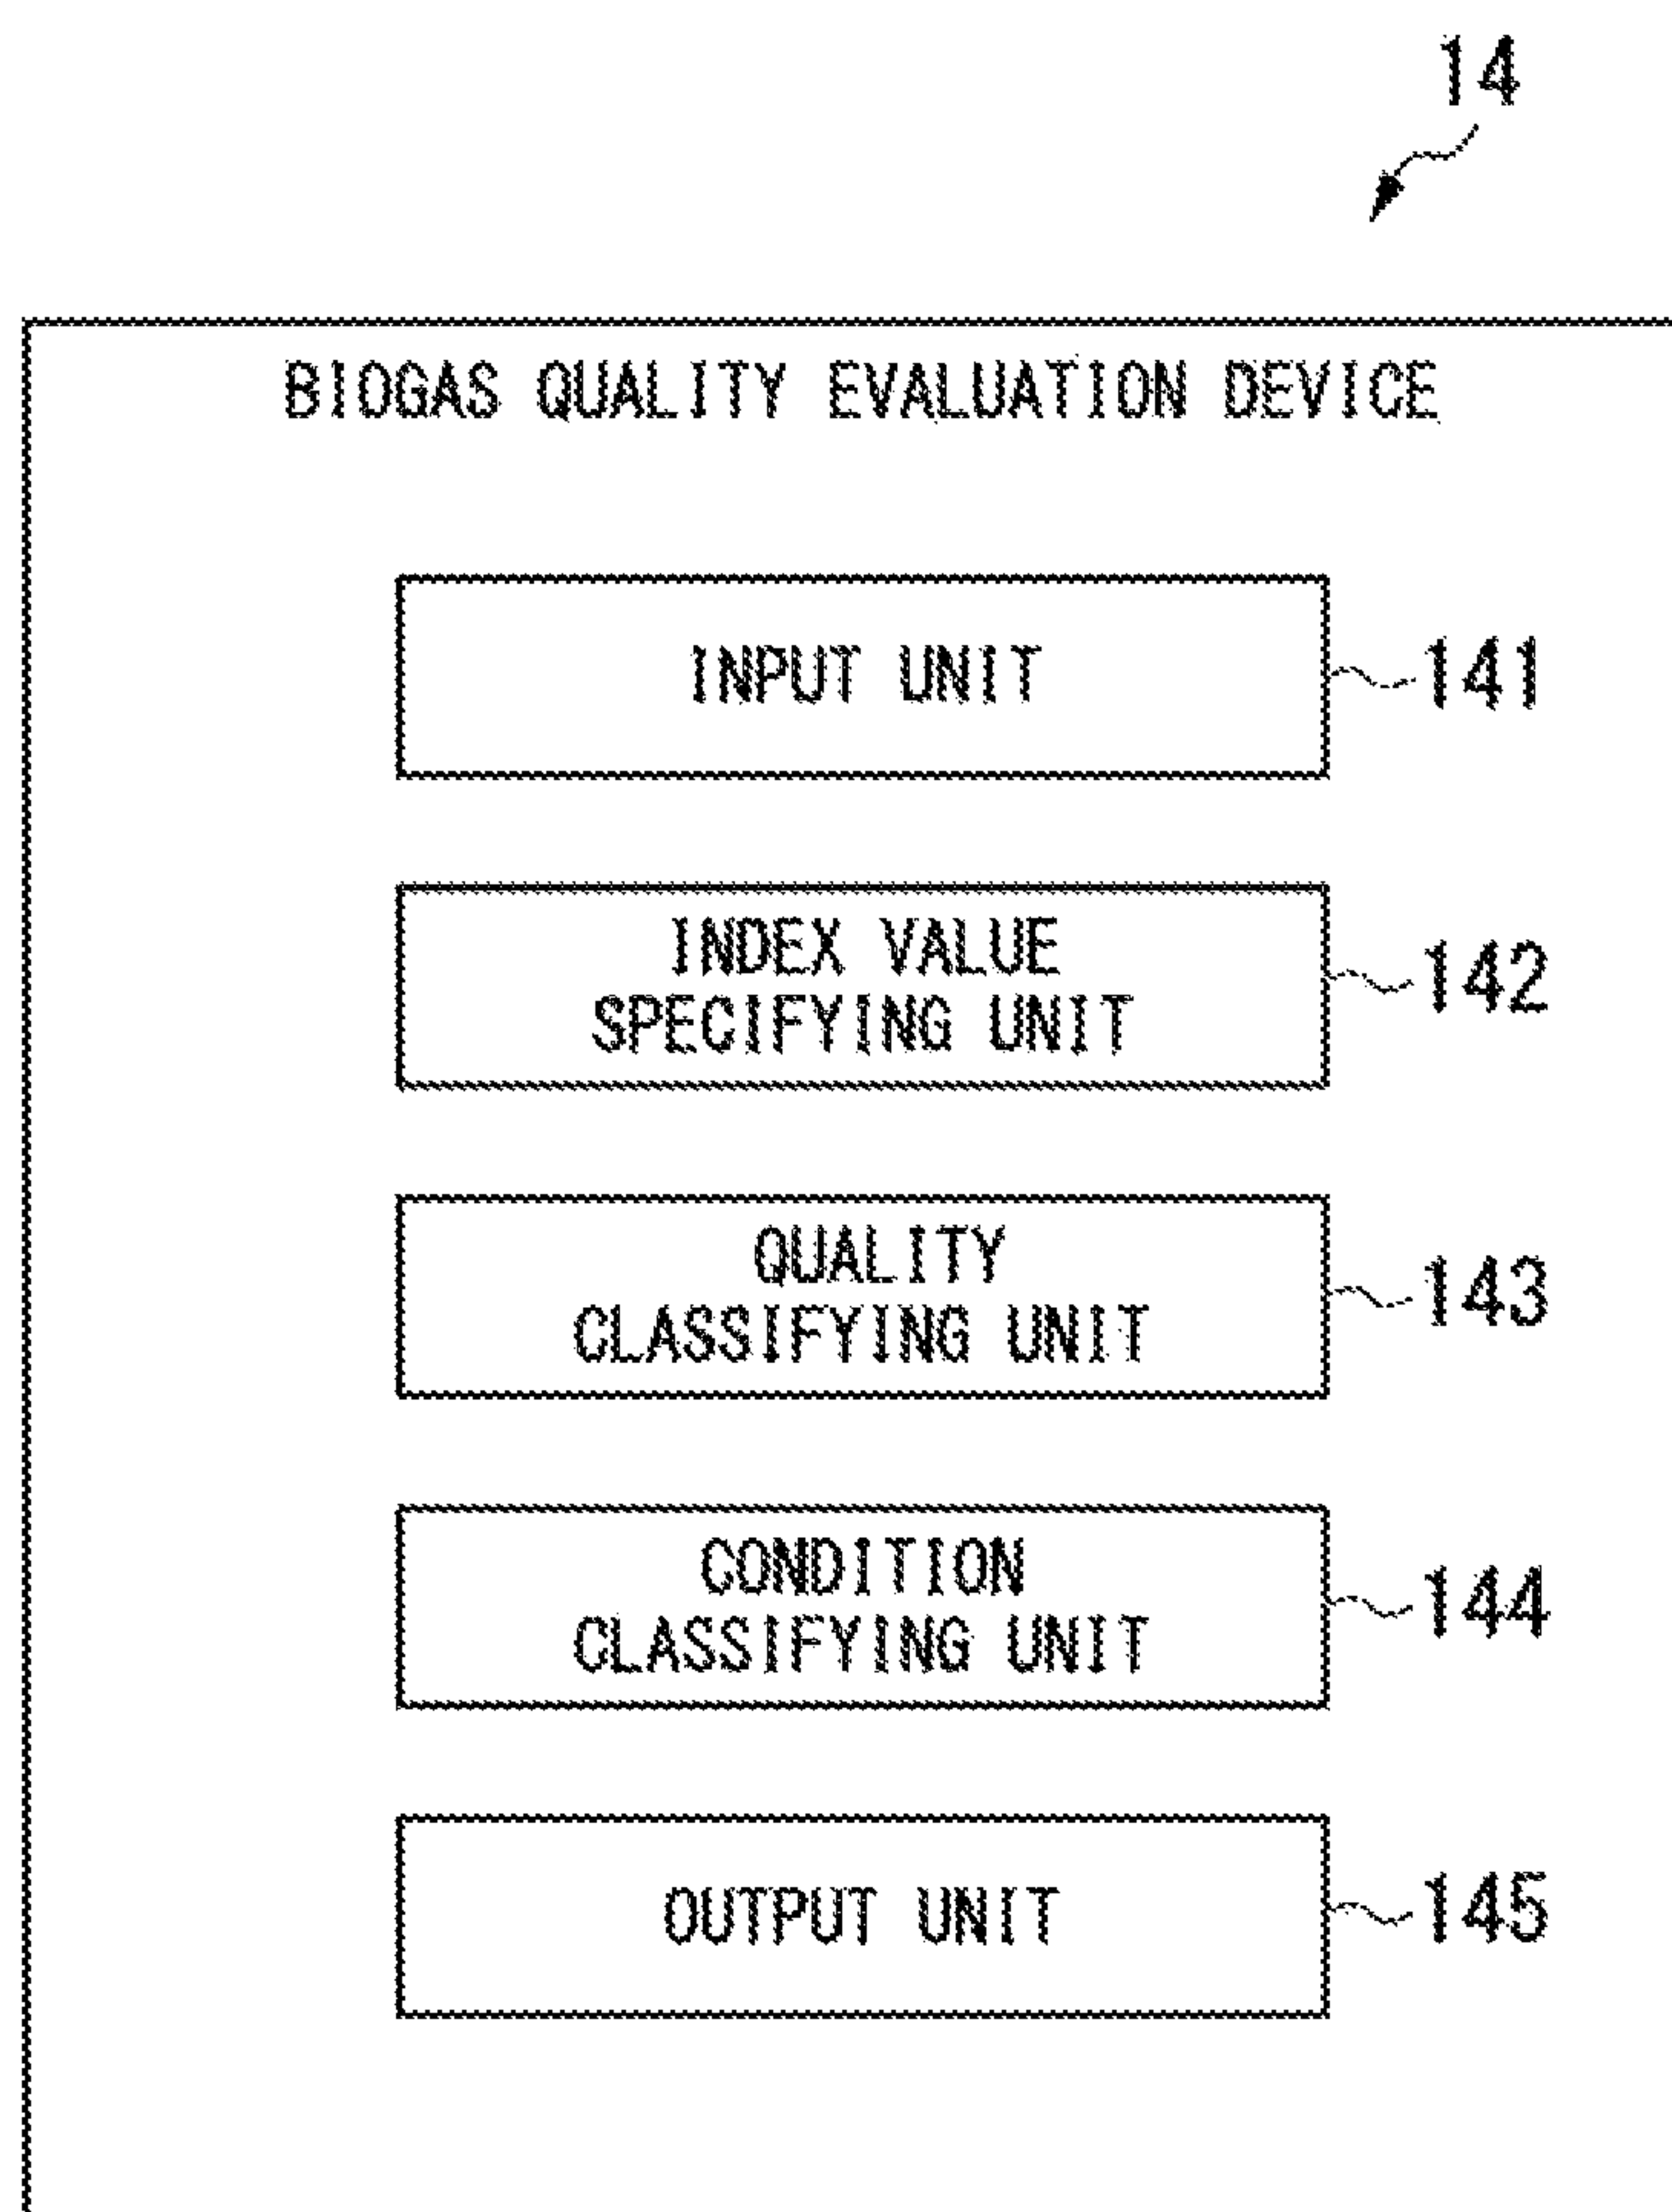 14
BIOGAS QUALITY EVALUATION DEVICE
INPUT UNIT
141
INDEX VALUE
SPECIFYING UNIT
142
QUALITY
CLASSIFYING UNIT
143
CONDITION
CLASSIFYING UNIT
144
OUTPUT UNIT
145